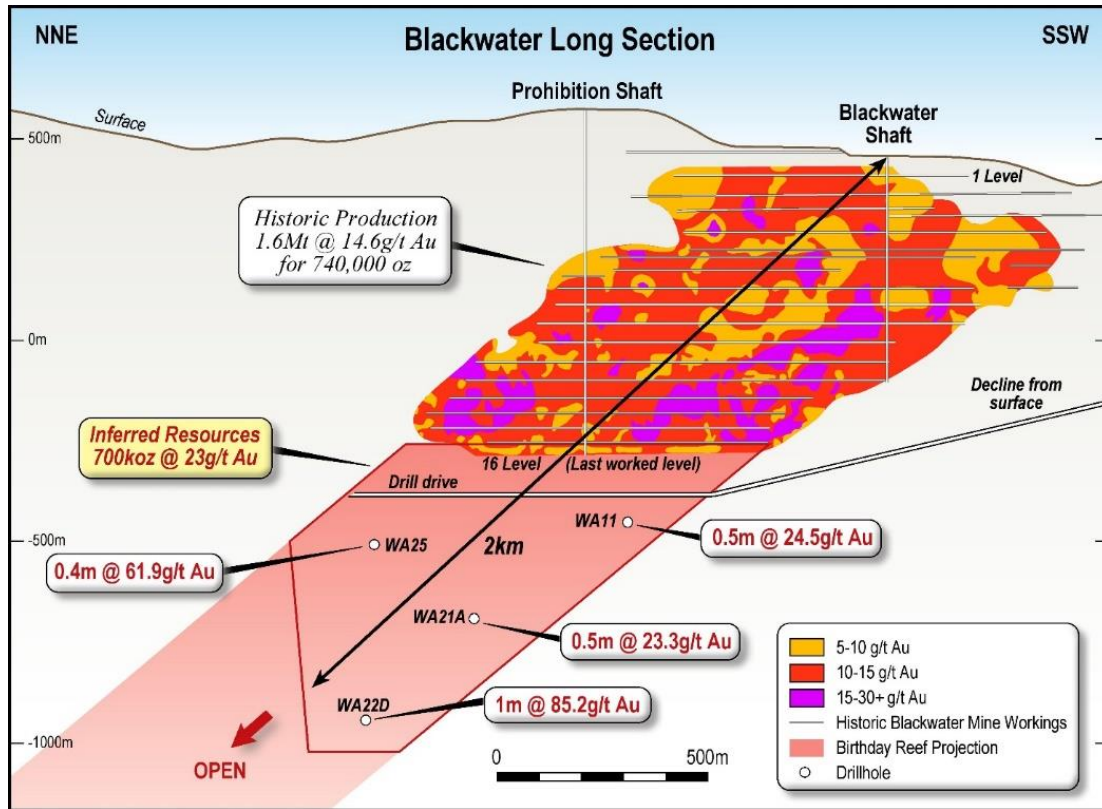 NNE
Blackwater Long Section
SSW
Prohibition Shaft
Surface
Blackwater
Shaft
500m
1 Level
Historic Production
1.6Mt @ 14.6g/t Au
for 740,000 oz
0m
Decline from
surface
Inferred Resources
700koz @ 23g/t Au
16 Level (Last worked level)
Drill drive
WA11
-500m
WA25
2km
0.5m @ 24.5g/t Au
0.4m @ 61.9g/t Au
WA21A
0.5m @ 23.3g/t Au
WA22D
1m @ 85.2g/t Au
-1000m
OPEN
0
500m
5-10 g/t Au
10-15 g/t Au
15-30+ g/t Au
Historic Blackwater Mine Workings
Birthday Reef Projection
Drillhole